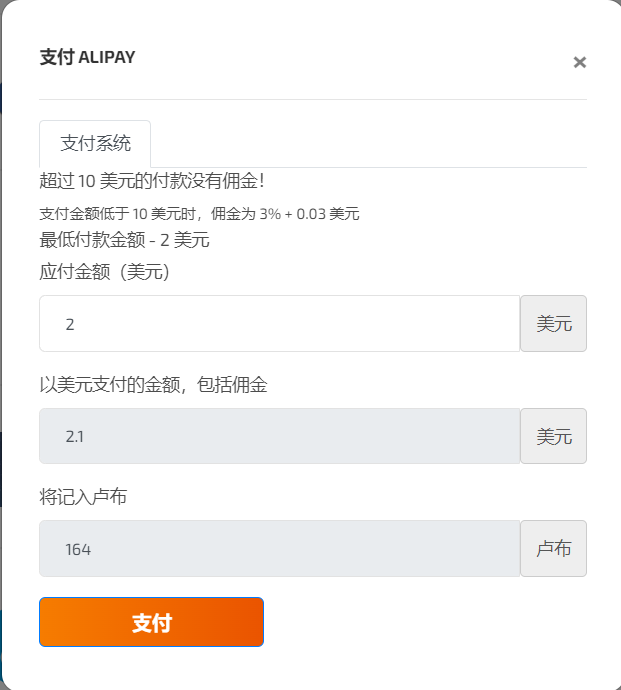 支付 ALIPAY
×
支付系统
超过 10 美元的付款没有佣金！
支付金额低于 10 美元时，佣金为 3% + 0.03 美元
最低付款金额 - 2 美元
应付金额（美元）
2 美元
以美元支付的金额，包括佣金
2.1 美元
将记入卢布
164 卢布
支付